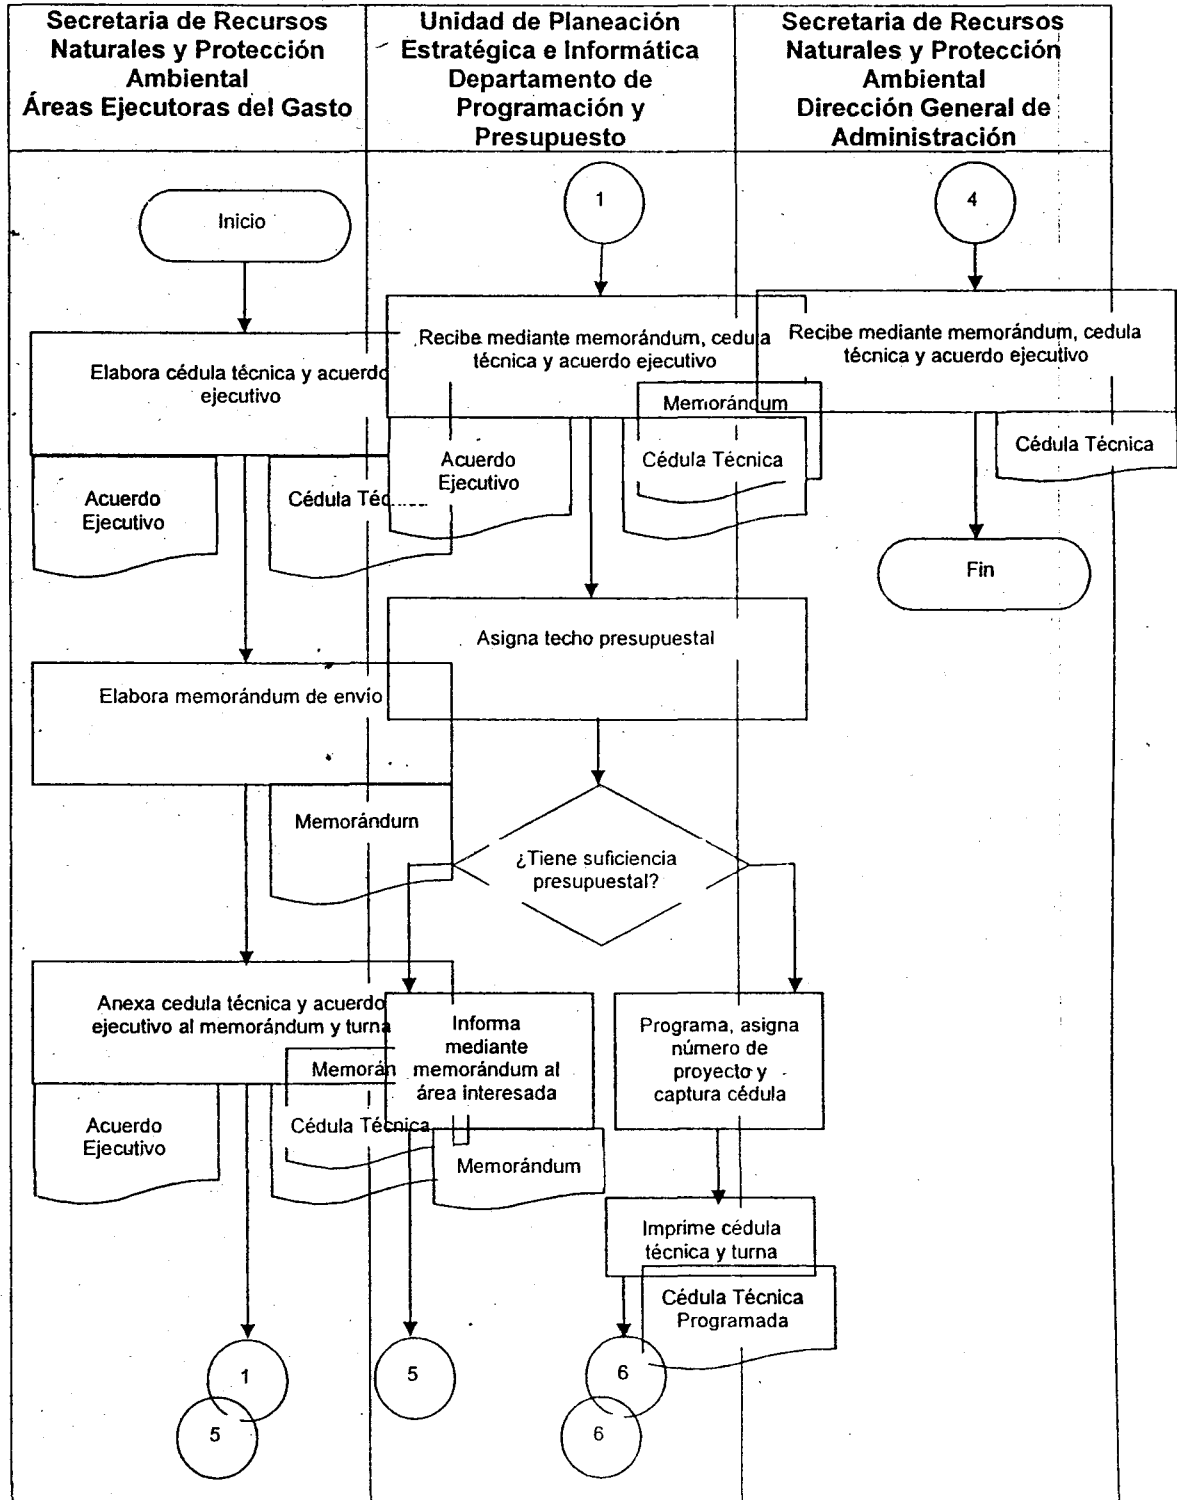 Secretaria de Recursos
Naturales y Protección
Ambiental
Áreas Ejecutoras del Gasto
Unidad de Planeación
Estratégica e Informática
Departamento de
Programación y
Presupuesto
Secretaria de Recursos
Naturales y Protección
Ambiental
Dirección General de
Administración
Inicio
Elabora cédula técnica y acuerdo
ejecutivo
Acuerdo
Ejecutivo
Cédula
Elabora memorándum de envío
Memorándum
Anexa cedula técnica y acuerdo
ejecutivo al memorándum y turna
Memorán
Cédula Técnica
Acuerdo
Ejecutivo
1
5
1
Recibe mediante memorándum, cedula
técnica y acuerdo ejecutivo
Memorándum
Cédula Técnica
Acuerdo
Ejecutivo
Asigna techo presupuestal
¿Tiene suficiencia
presupuestal?
Informa
mediante
memorándum al
área interesada
Memorándum
5
Programa, asigna
número de
proyecto y
captura cédula
Imprime cédula
técnica y turna
Cédula Técnica
Programada
6
6
4
Recibe mediante memorándum, cedula
técnica y acuerdo ejecutivo
Cédula Técnica
Fin